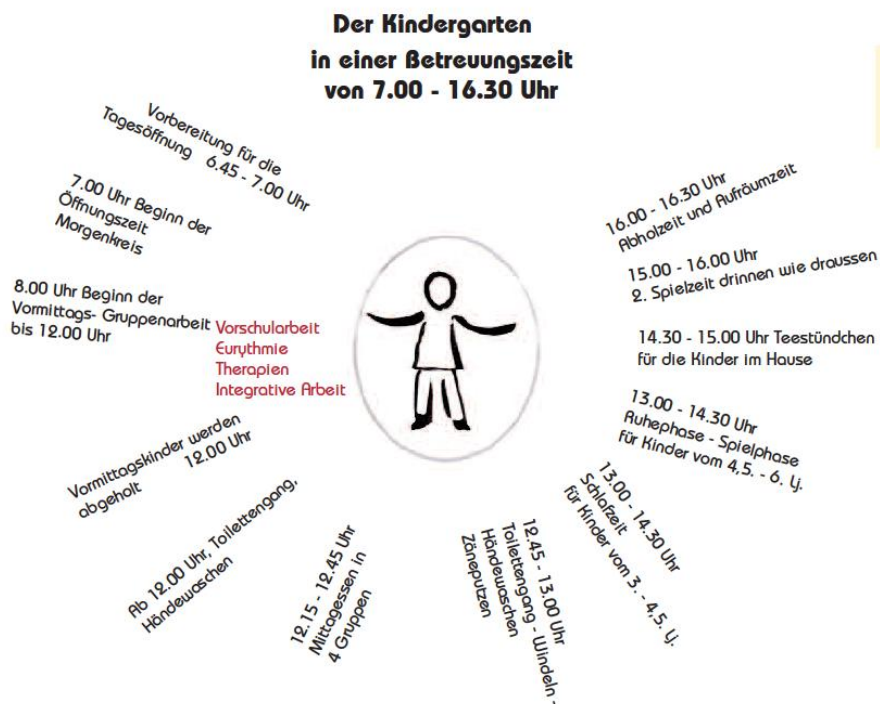 Der Kindergarten
in einer Betreuungszeit
von 7.00 - 16.30 Uhr
Vorbereitung für die
Tagesöffnung 6.45 - 7.00 Uhr
7.00 Uhr Beginn der
Öffnungszeit
Morgenkreis
8.00 Uhr Beginn der
Vormittags- Gruppenarbeit
bis 12.00 Uhr
Vorschularbeit
Eurythmie
Therapien
Integrative Arbeit
Vormittagskinder werden
abgeholt 12.00 Uhr
Ab 12.00 Uhr, Toilettengang,
Händewaschen
12.15 - 12.45 Uhr
Mittagessen in
4 Gruppen
12.45 - 13.00 Uhr
Toilettengang - Windeln -
Händewaschen
Zäneputzen
13.00 - 14.30 Uhr
Schlafzeit
für Kinder vom 3. - 4,5. Lj.
13.00 - 14.30 Uhr
Ruhephase - Spielphase
für Kinder vom 4,5. - 6. Lj.
14.30 - 15.00 Uhr Teestündchen
für die Kinder im Hause
15.00 - 16.00 Uhr
2. Spielzeit drinnen wie draussen
16.00 - 16.30 Uhr
Abholzeit und Aufräumzeit